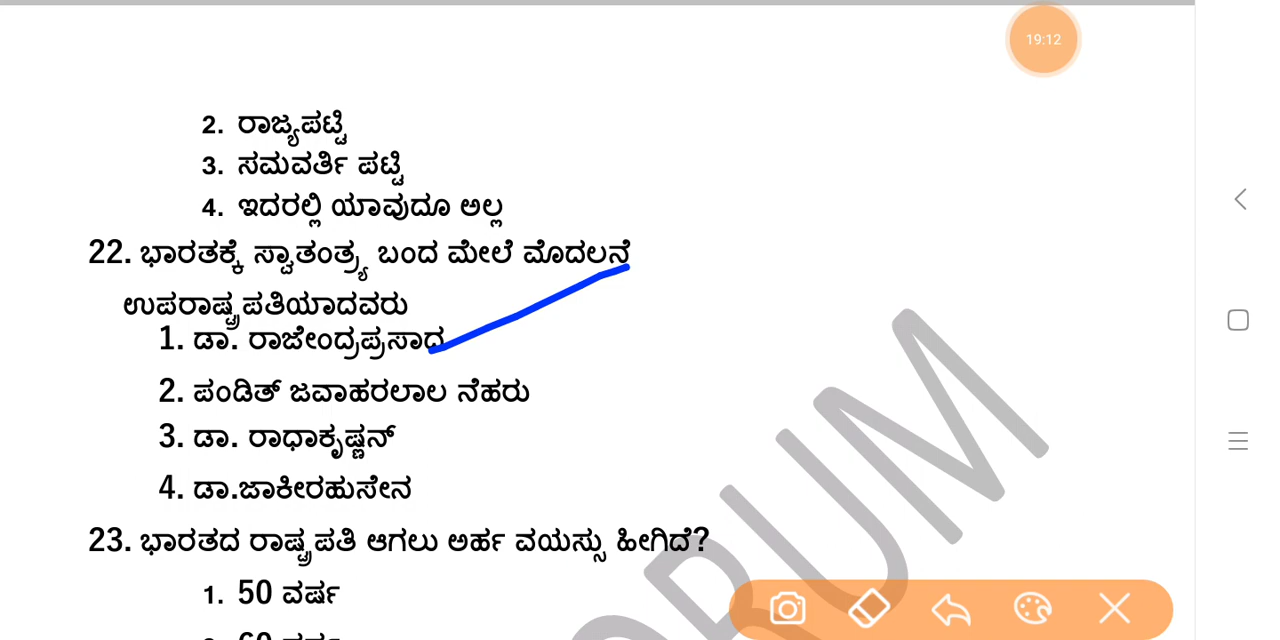 19:12
2. ರಾಜ್ಯಪಟ್ಟಿ
3. ಸಮವರ್ತಿ ಪಟ್ಟಿ
4. ಇದರಲ್ಲಿ ಯಾವುದೂ ಅಲ್ಲ
22. ಭಾರತಕ್ಕೆ ಸ್ವಾತಂತ್ರ್ಯ ಬಂದ ಮೇಲೆ ಮೊದಲನೆ
ಉಪರಾಷ್ಟ್ರಪತಿಯಾದವರು
1. ಡಾ. ರಾಜೇಂದ್ರಪ್ರಸಾದ
2. ಪಂಡಿತ್ ಜವಾಹರಲಾಲ ನೆಹರು
3. ಡಾ. ರಾಧಾಕೃಷ್ಣನ್
4. ಡಾ.ಜಾಕೀರಹುಸೇನ
23. ಭಾರತದ ರಾಷ್ಟ್ರಪತಿ ಆಗಲು ಅರ್ಹ ವಯಸ್ಸು ಹೀಗಿದೆ?
1. 50 ವರ್ಷ